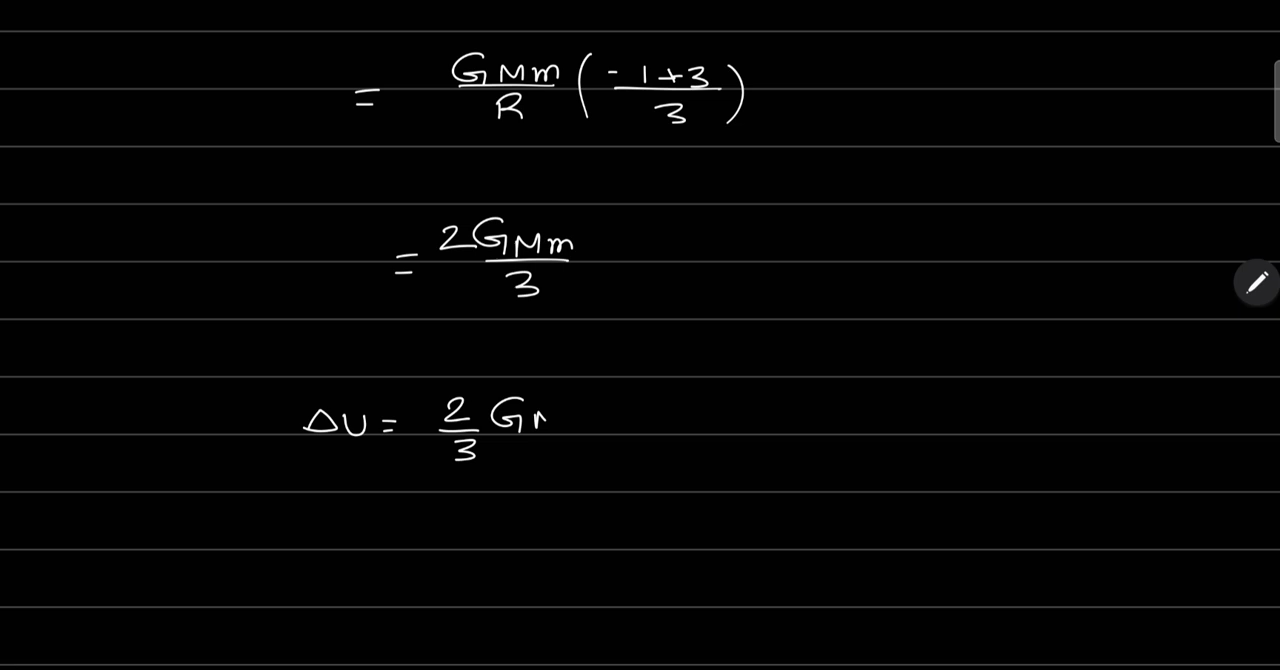 = GMm/R (-1+3/3)
= 2GMm/3
ΔU = 2/3 G